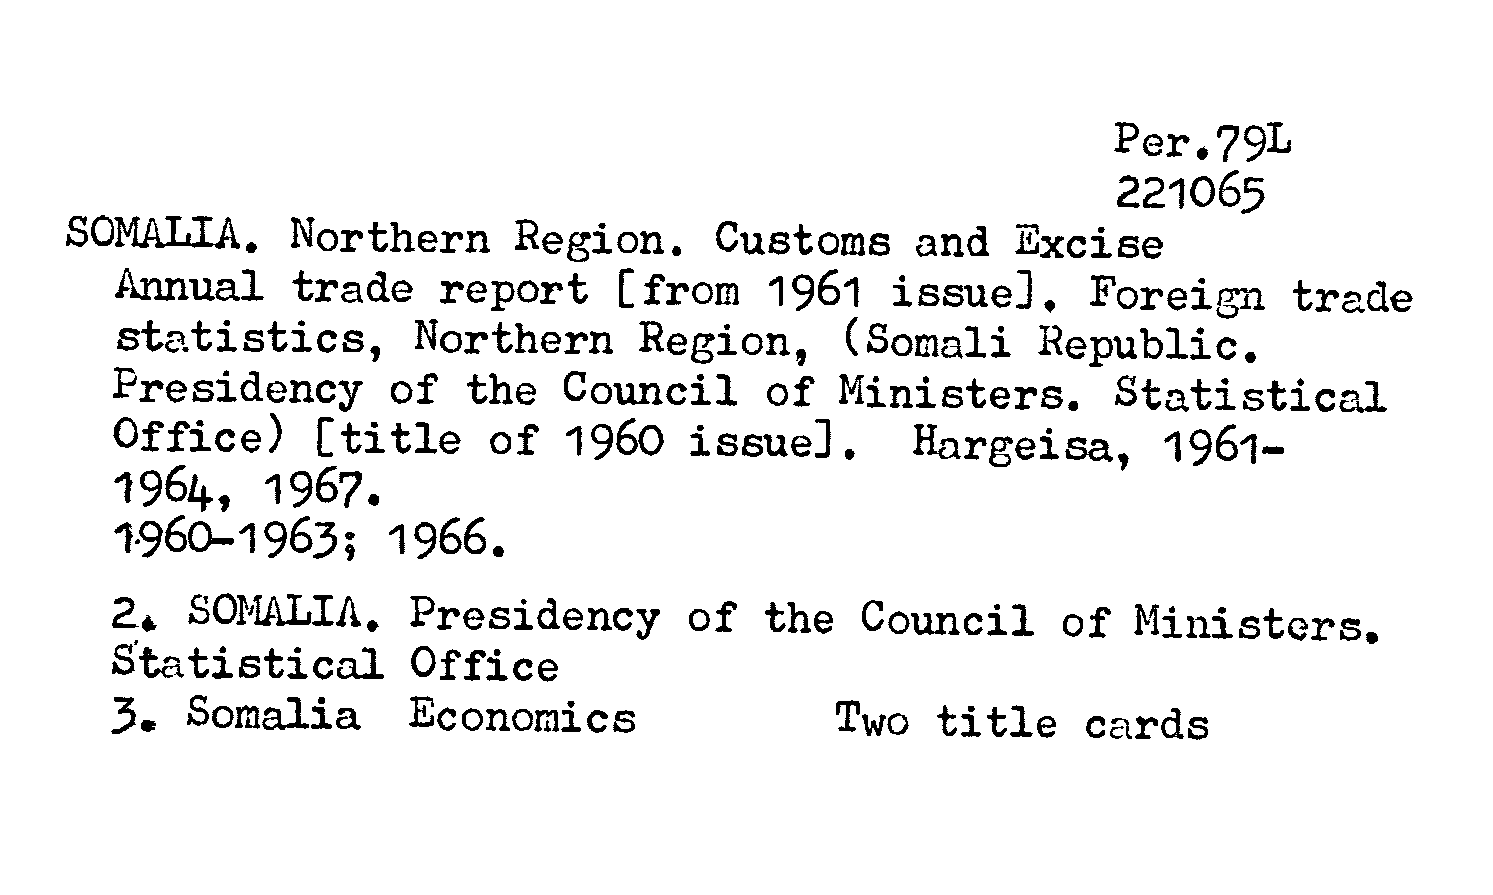 Per.79L
221065
SOMALIA. Northern Region. Customs and Excise
Annual trade report [from 1961 issue]. Foreign trade
statistics, Northern Region, (Somali Republic.
Presidency of the Council of Ministers. Statistical
Office) [title of 1960 issue]. Hargeisa, 1961-
1964, 1967.
1960-1963; 1966.
2. SOMALIA. Presidency of the Council of Ministers.
Statistical Office
3. Somalia Economics Two title cards